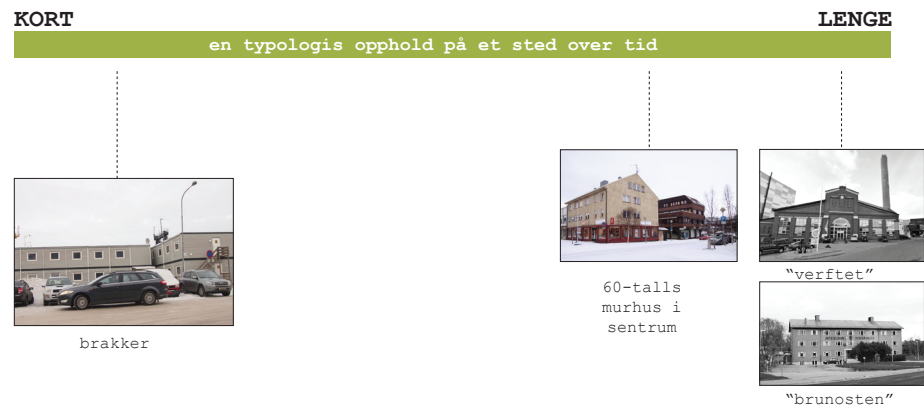 KORT
LENGE
en typologis opphold på et sted over tid
brakker
60-talls
murhus i
sentrum
"verftet"
"brunosten"